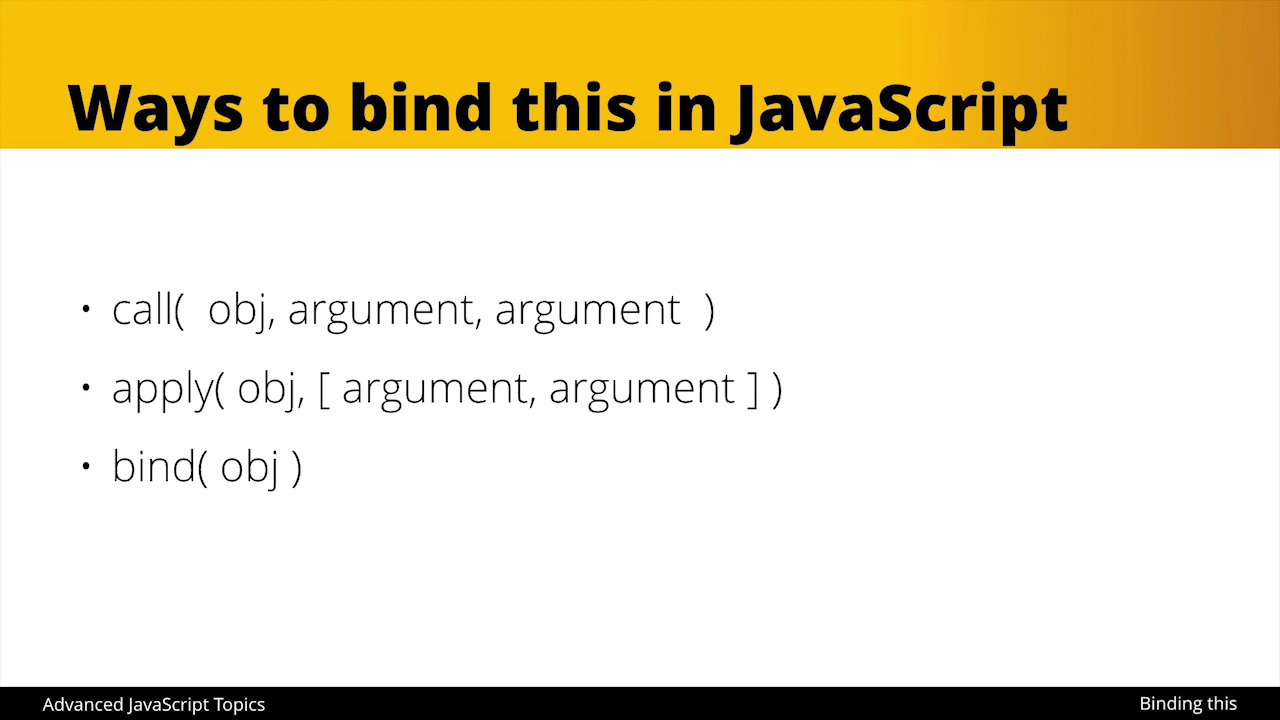 Ways to bind this in JavaScript
• call(  obj, argument, argument  )
• apply( obj, [ argument, argument ] )
• bind( obj )
Advanced JavaScript Topics
Binding this